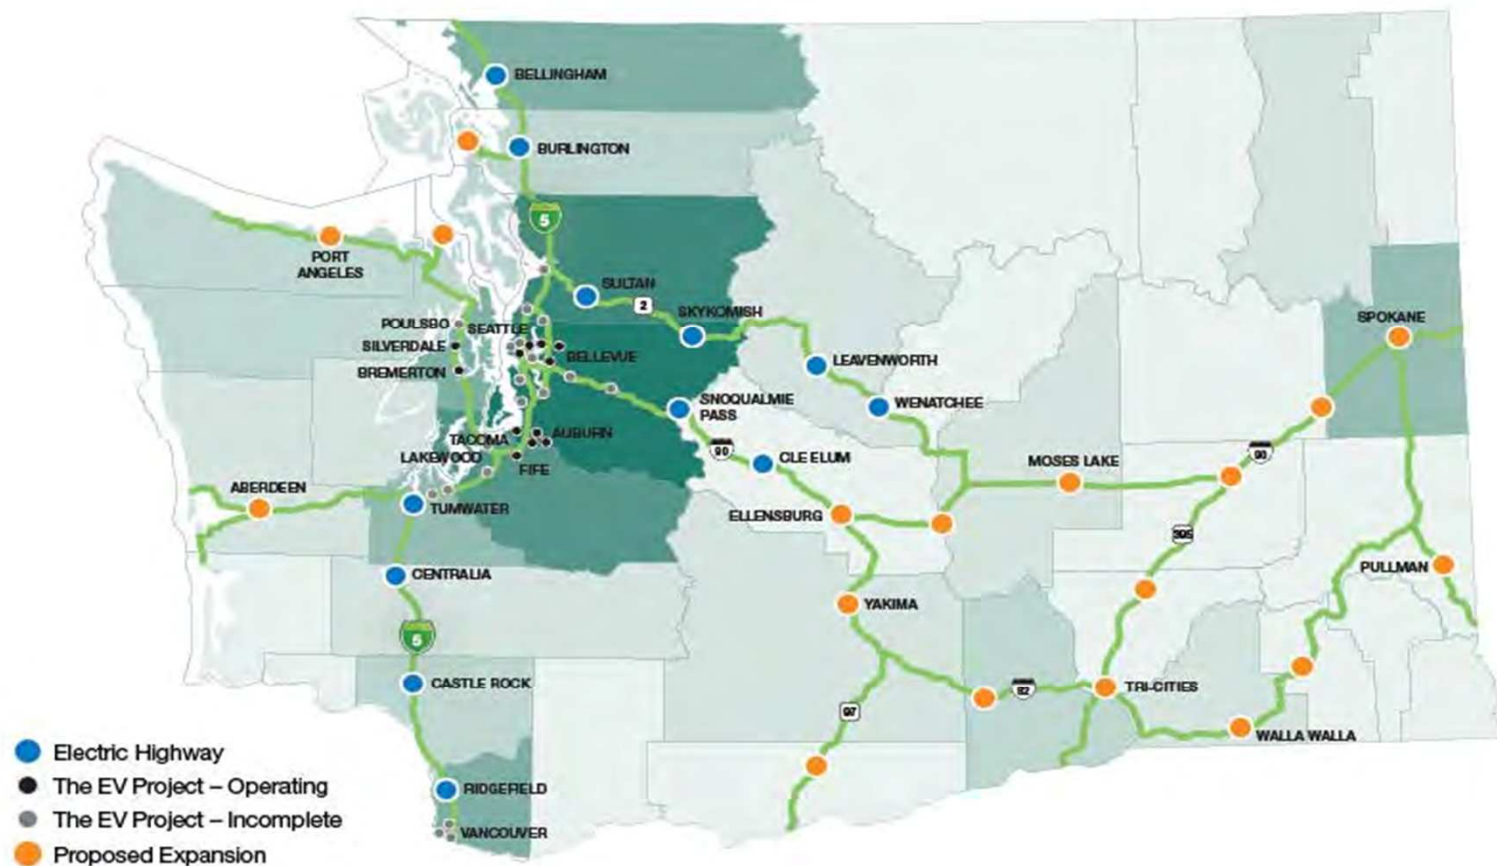 BELLINGHAM
BURLINGTON
5
PORT
ANGELES
SULTAN
2
SKYKOMISH
POULSBO
SEATTLE
SILVERDALE
BELLEVUE
BREMERTON
LEAVENWORTH
SPOKANE
SNOQUALMIE
PASS
WENATCHEE
TACOMA
AUBURN
LAKEWOOD
FIFE
90
CLE ELUM
MOSES LAKE
90
ABERDEEN
TUMWATER
ELLENSBURG
395
CENTRALIA
PULLMAN
YAKIMA
5
CASTLE ROCK
82
TRI-CITIES
97
WALLA WALLA
Electric Highway
The EV Project – Operating
RIDGEFIELD
The EV Project – Incomplete
VANCOUVER
Proposed Expansion